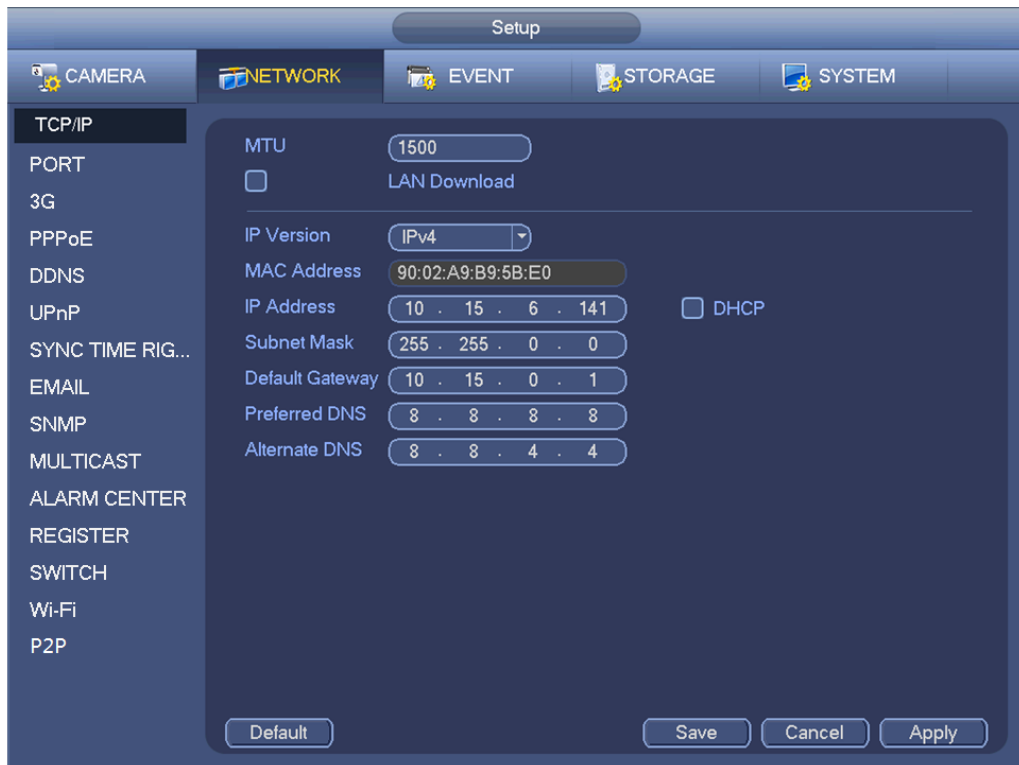 Setup
CAMERA NETWORK EVENT STORAGE SYSTEM
TCP/IP
PORT
3G
PPPoE
DDNS
UPnP
SYNC TIME RIG...
EMAIL
SNMP
MULTICAST
ALARM CENTER
REGISTER
SWITCH
Wi-Fi
P2P
MTU 1500
LAN Download
IP Version IPv4
MAC Address 90:02:A9:B9:5B:E0
IP Address 10 . 15 . 6 . 141 DHCP
Subnet Mask 255 . 255 . 0 . 0
Default Gateway 10 . 15 . 0 . 1
Preferred DNS 8 . 8 . 8 . 8
Alternate DNS 8 . 8 . 4 . 4
Default Save Cancel Apply